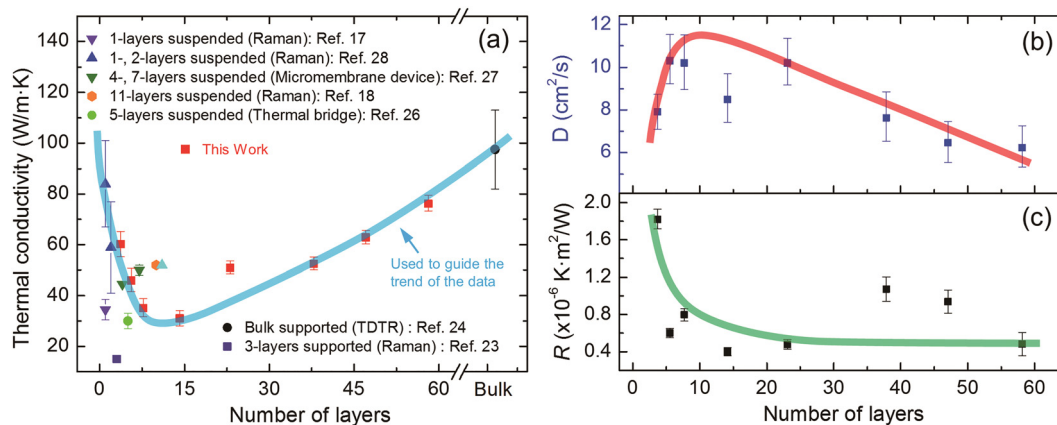 (a)
1-layers suspended (Raman): Ref. 17
1-, 2-layers suspended (Raman): Ref. 28
4-, 7-layers suspended (Micromembrane device): Ref. 27
11-layers suspended (Raman): Ref. 18
5-layers suspended (Thermal bridge): Ref. 26
This Work
Used to guide the
trend of the data
Bulk supported (TDTR) : Ref. 24
3-layers supported (Raman) : Ref. 23
Thermal conductivity (W/m·K)
140
120
100
80
60
40
20
0 15 30 45 60 Bulk
Number of layers
(b)
D (cm²/s)
12
10
8
6
(c)
R (x10⁻⁶ K·m²/W)
2.0
1.6
1.2
0.8
0.4
0 10 20 30 40 50 60
Number of layers